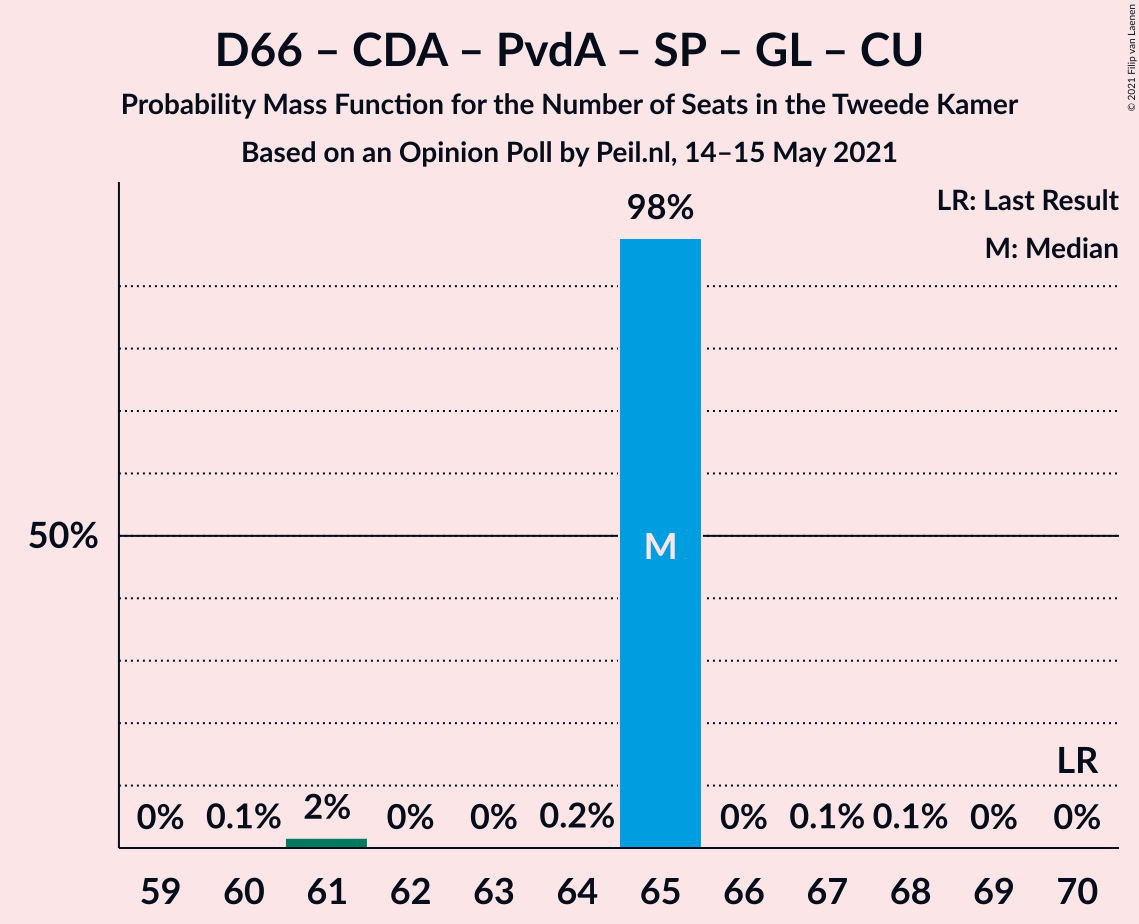 D66 – CDA – PvdA – SP – GL – CU
Probability Mass Function for the Number of Seats in the Tweede Kamer
Based on an Opinion Poll by Peil.nl, 14–15 May 2021
© 2021 Filip van Laenen
LR: Last Result
M: Median
98%
50%
M
LR
0% 0.1% 2% 0% 0% 0.2% 0% 0.1% 0.1% 0% 0%
59 60 61 62 63 64 65 66 67 68 69 70